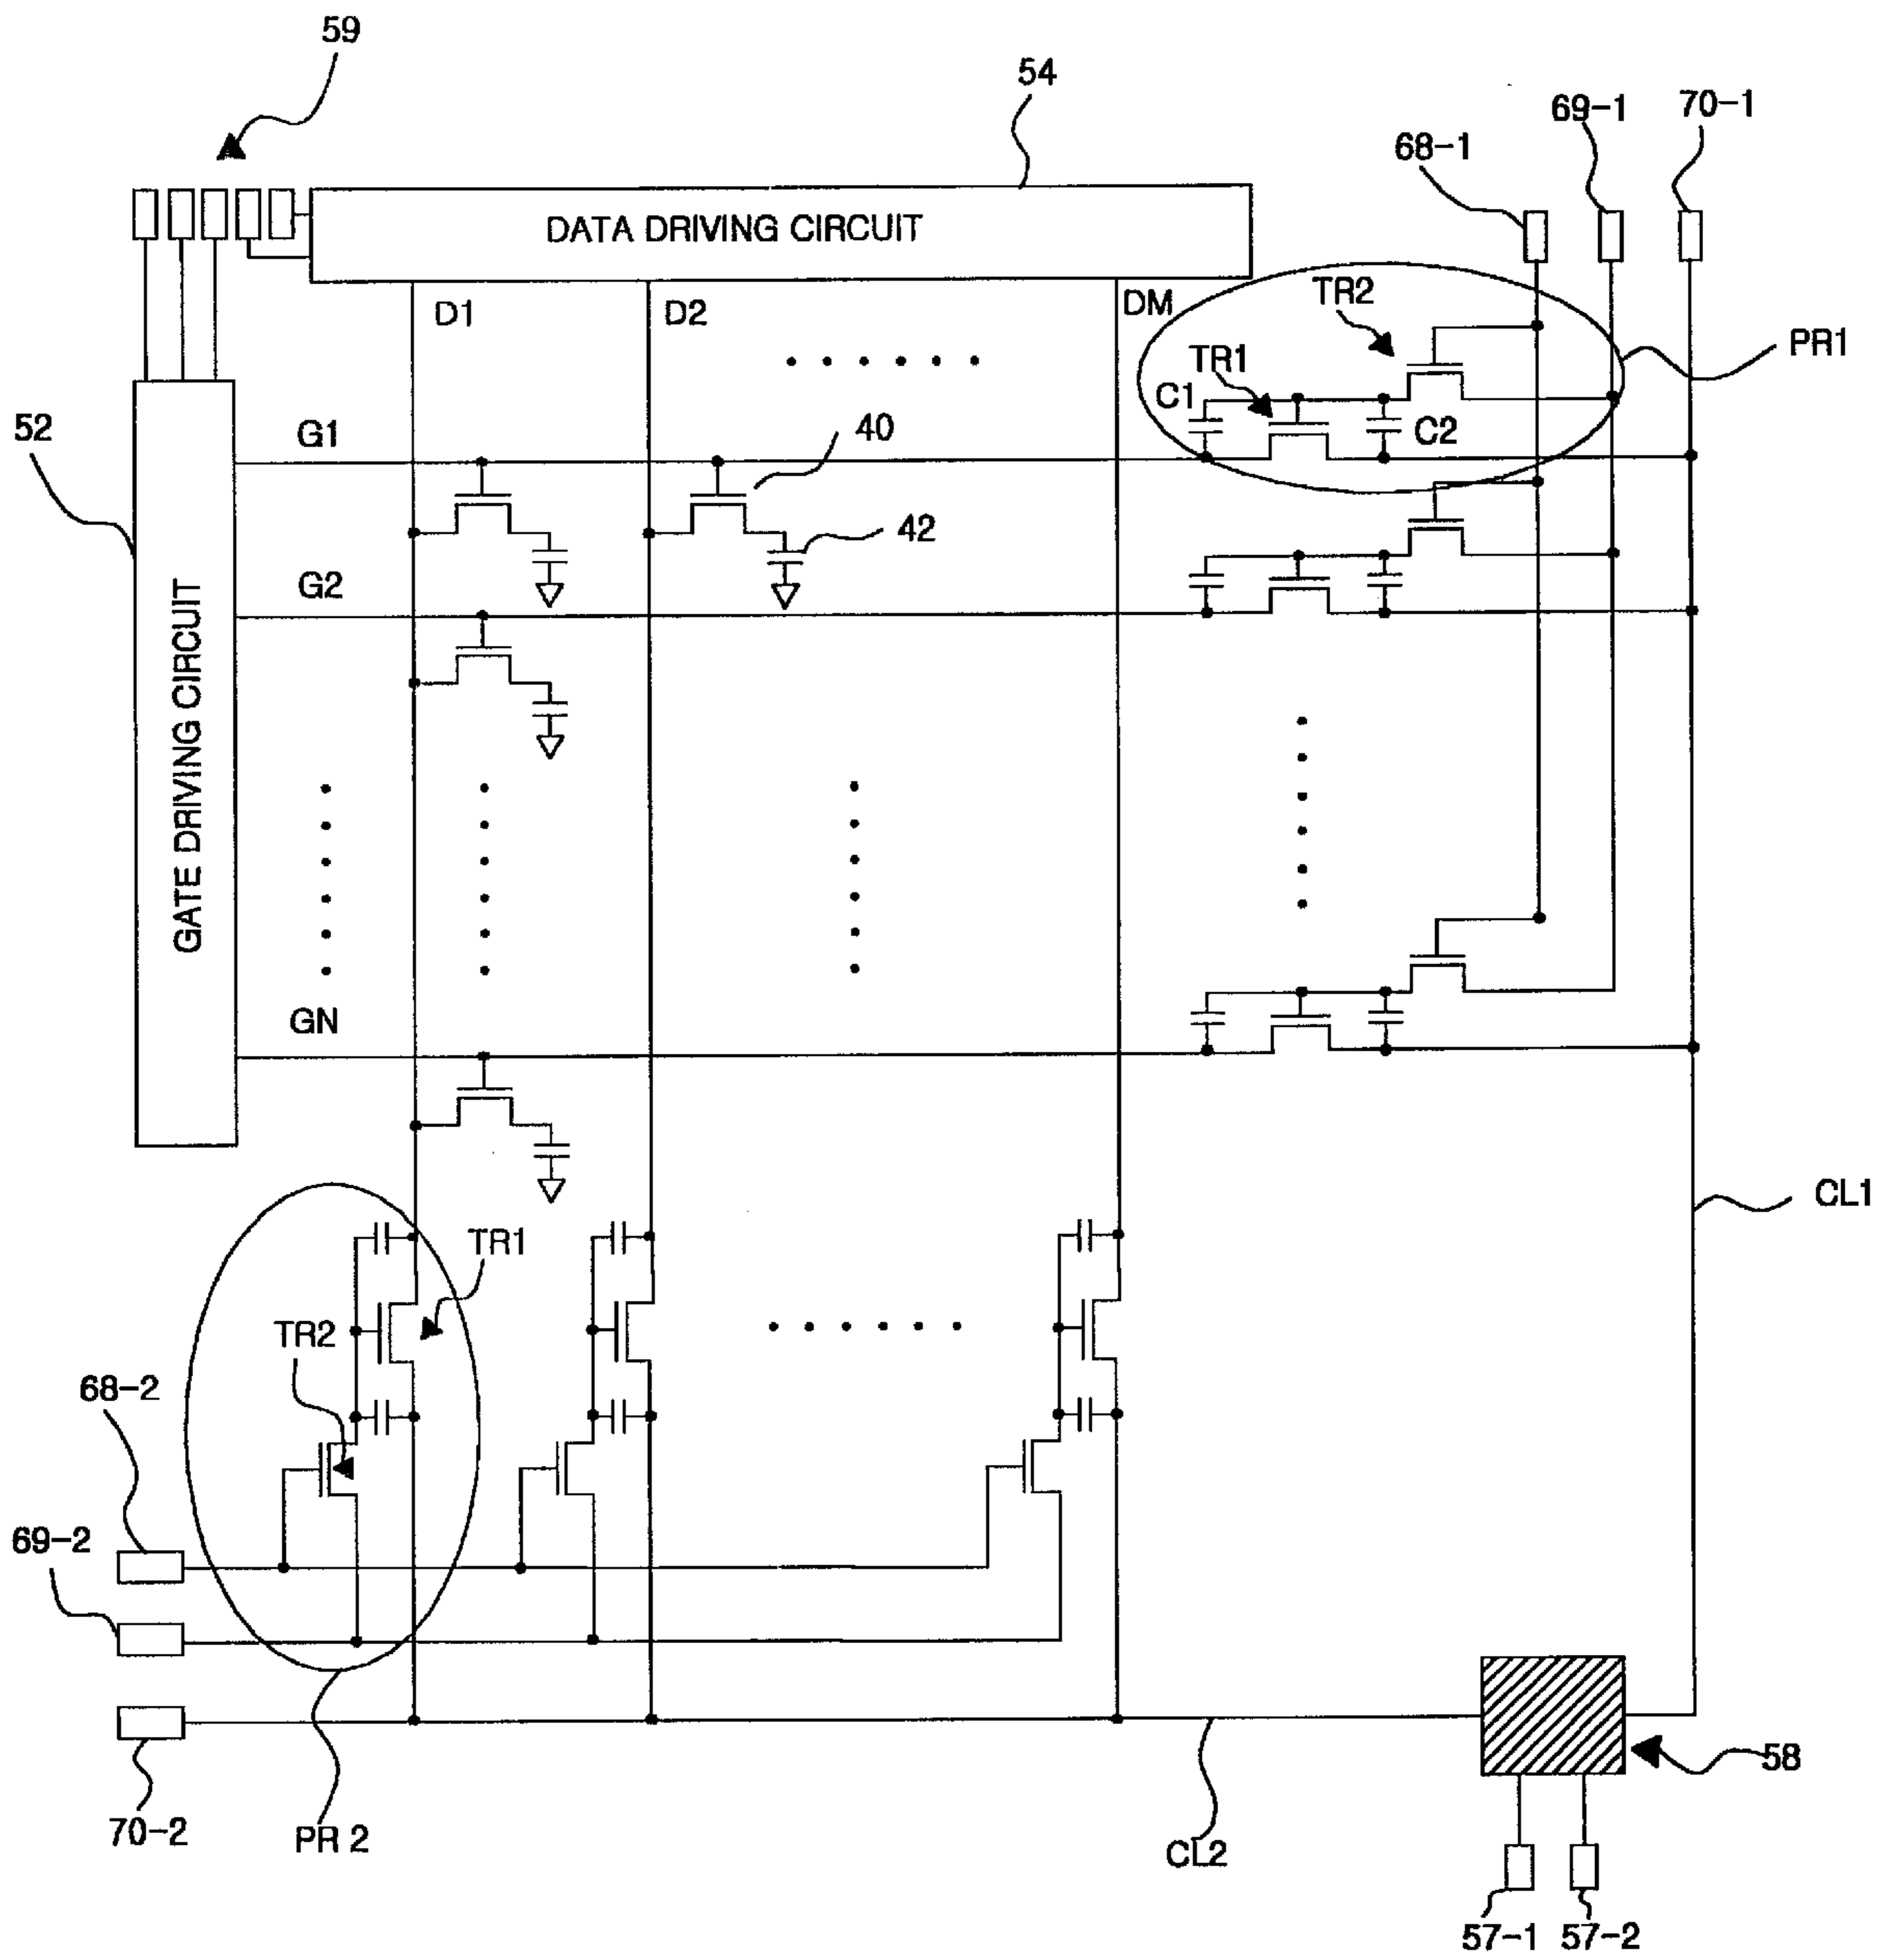 59
54
69-1
70-1
68-1
DATA DRIVING CIRCUIT
D1
D2
DM
TR2
PR1
TR1
C1
C2
52
G1
40
42
G2
GATE DRIVING CIRCUIT
GN
CL1
TR1
TR2
68-2
69-2
58
70-2
PR 2
CL2
57-1
57-2